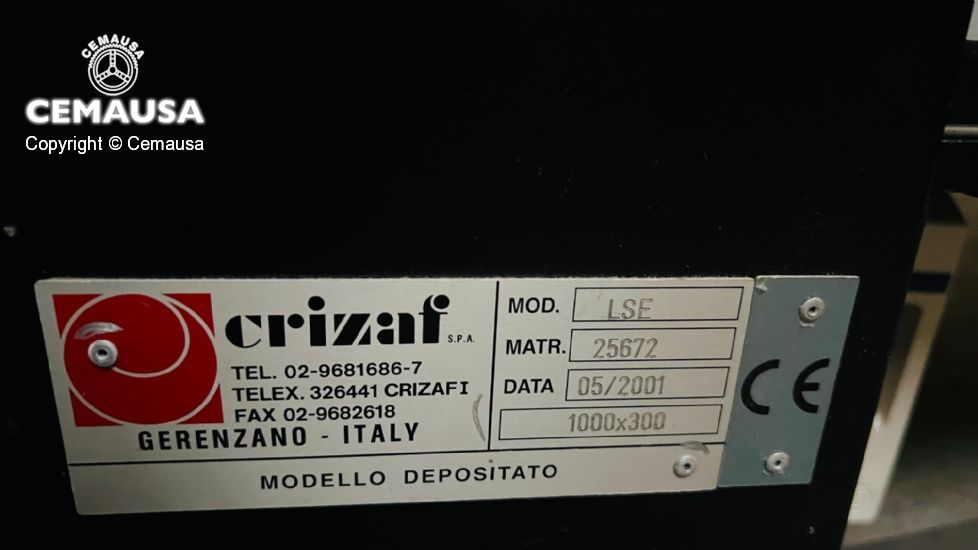 CEMAUSA
CEMAUSA
Copyright © Cemausa
crizaf S.P.A.
TEL. 02-9681686-7
TELEX. 326441 CRIZAF I
FAX 02-9682618
GERENZANO - ITALY
MOD. LSE
MATR. 25672
DATA 05/2001
1000x300
CE
MODELLO DEPOSITATO